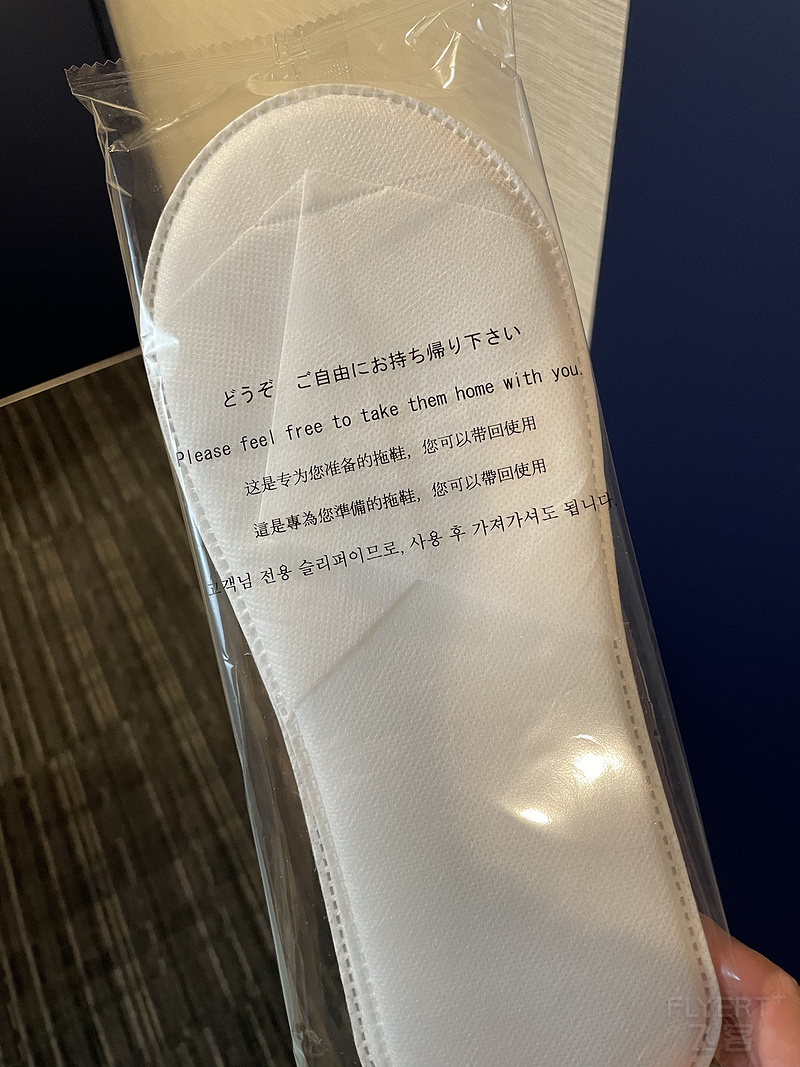 どうぞ ご自由にお持ち帰り下さい
Please feel free to take them home with you.
这是专为您准备的拖鞋，您可以带回使用
這是專為您準備的拖鞋，您可以帶回使用
고객님 전용 슬리퍼이므로, 사용 후 가져가셔도 됩니다.
FLYERT+
飞客